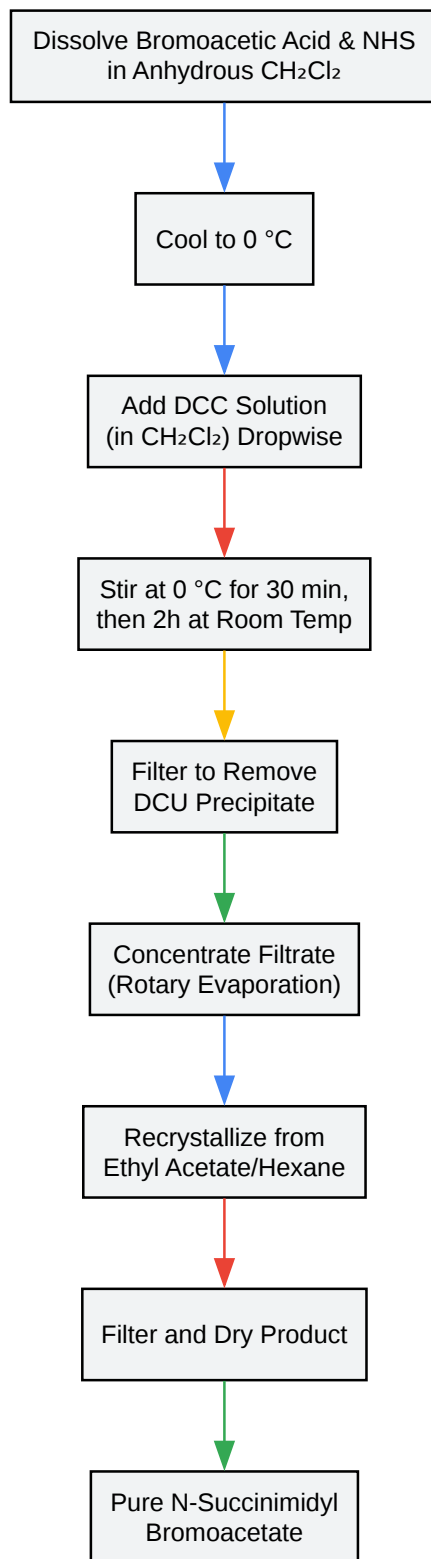 Dissolve Bromoacetic Acid & NHS
in Anhydrous CH₂Cl₂
Cool to 0 °C
Add DCC Solution
(in CH₂Cl₂) Dropwise
Stir at 0 °C for 30 min,
then 2h at Room Temp
Filter to Remove
DCU Precipitate
Concentrate Filtrate
(Rotary Evaporation)
Recrystallize from
Ethyl Acetate/Hexane
Filter and Dry Product
Pure N-Succinimidyl
Bromoacetate